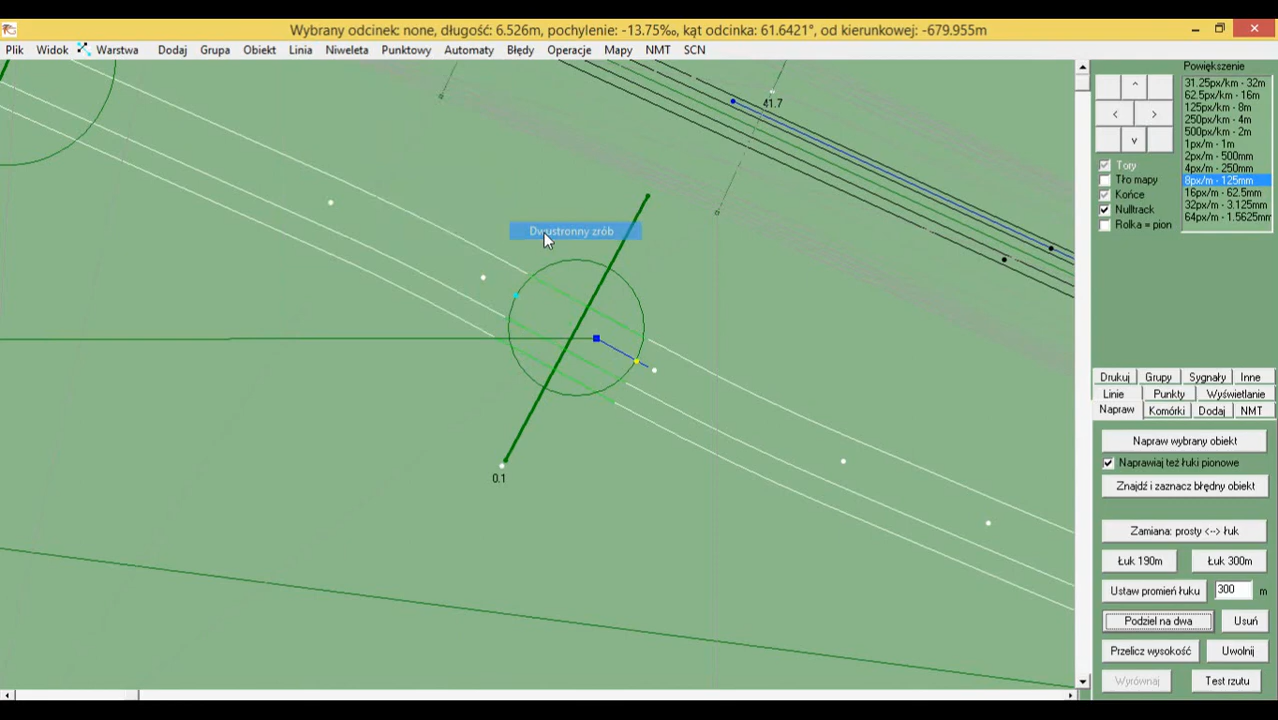 Wybrany odcinek: none, długość: 6.526m, pochylenie: -13.75‰, kąt odcinka: 61.6421°, od kierunkowej: -679.955m
Plik Widok Warstwa Dodaj Grupa Obiekt Linia Niweleta Punktowy Automaty Błędy Operacje Mapy NMT SCN
41.7
Dwustronny zrób
0.1
Powiększenie
31.25px/km - 32m
62.5px/km - 16m
125px/km - 8m
250px/km - 4m
500px/km - 2m
1px/m - 1m
2px/m - 500mm
4px/m - 250mm
8px/m - 125mm
16px/m - 62.5mm
32px/m - 3.125mm
64px/m - 1.5625mm
Tory
Tło mapy
Końce
Nulltrack
Rolka = pion
Drukuj Grupy Sygnały Inne
Linie Punkty Wyświetlanie
Napraw Komórki Dodaj NMT
Napraw wybrany obiekt
Naprawiaj też łuki pionowe
Znajdź i zaznacz błędny obiekt
Zamiana: prosty <--> łuk
Łuk 190m Łuk 300m
Ustaw promień łuku 300 m
Podziel na dwa Usuń
Przelicz wysokość Uwolnij
Wyrównaj Test rzutu